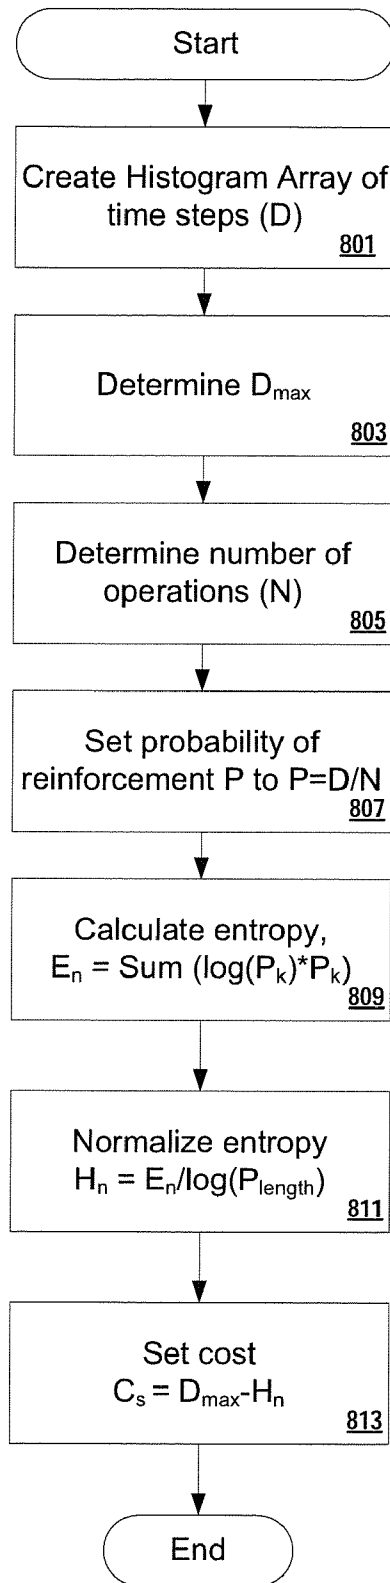 Start
Create Histogram Array of
time steps (D)
801
Determine Dmax
803
Determine number of
operations (N)
805
Set probability of
reinforcement P to P=D/N
807
Calculate entropy,
En = Sum (log(Pk)*Pk)
809
Normalize entropy
Hn = En/log(Plength)
811
Set cost
Cs = Dmax-Hn
813
End